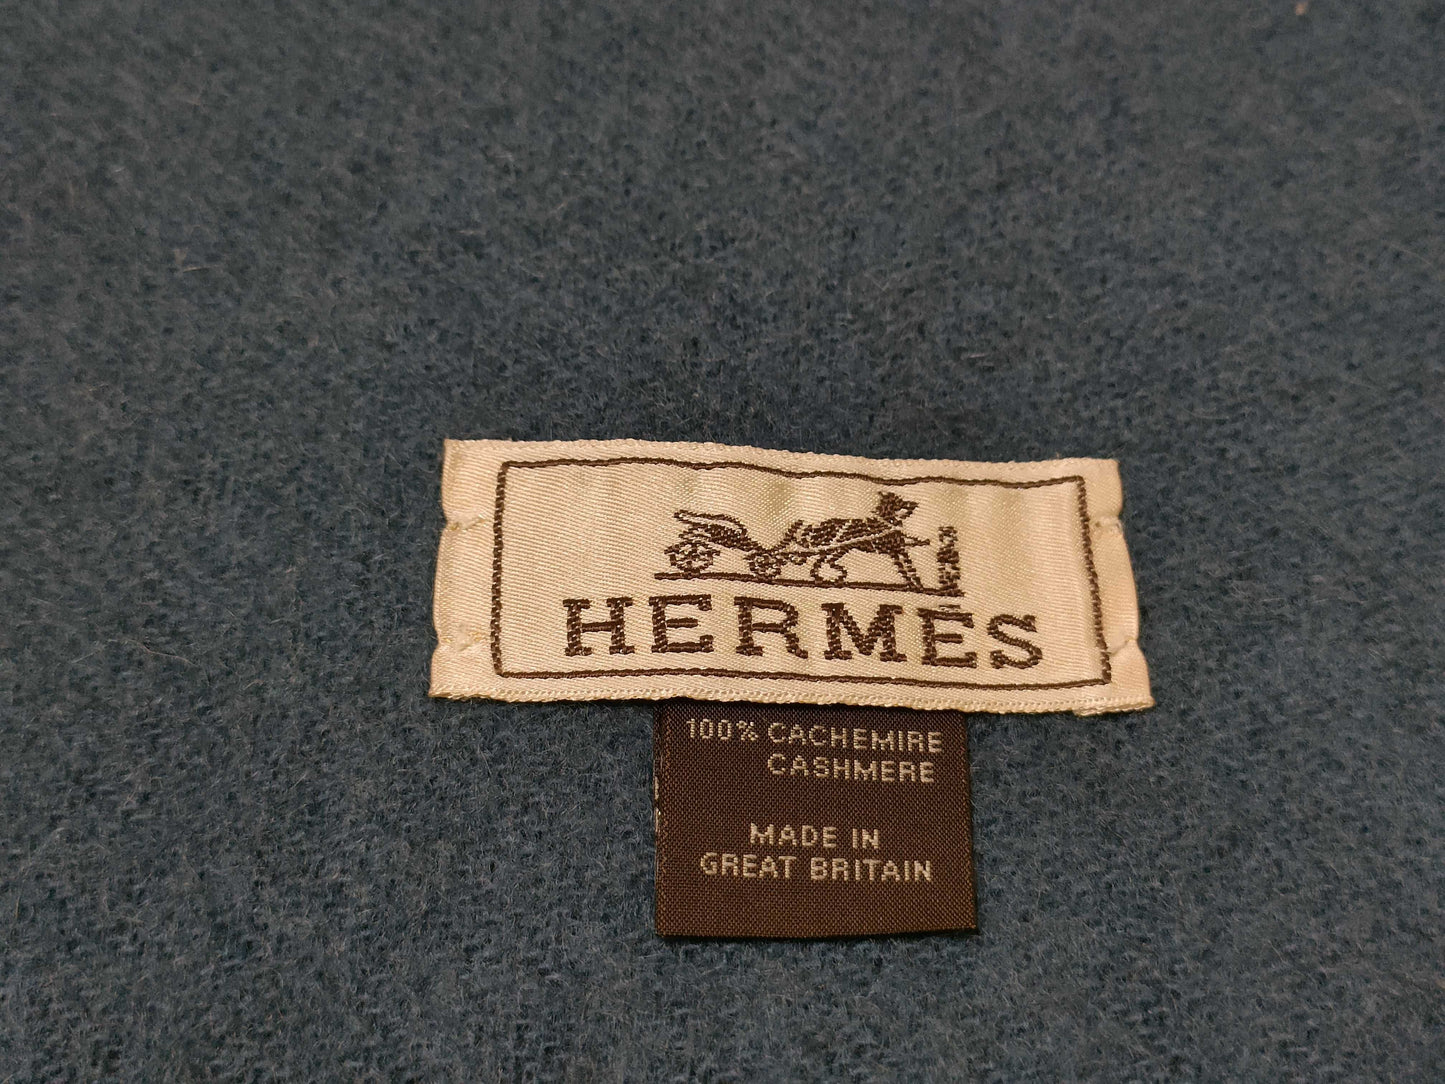 HERMÈS
100% CACHEMIRE
CASHMERE
MADE IN
GREAT BRITAIN